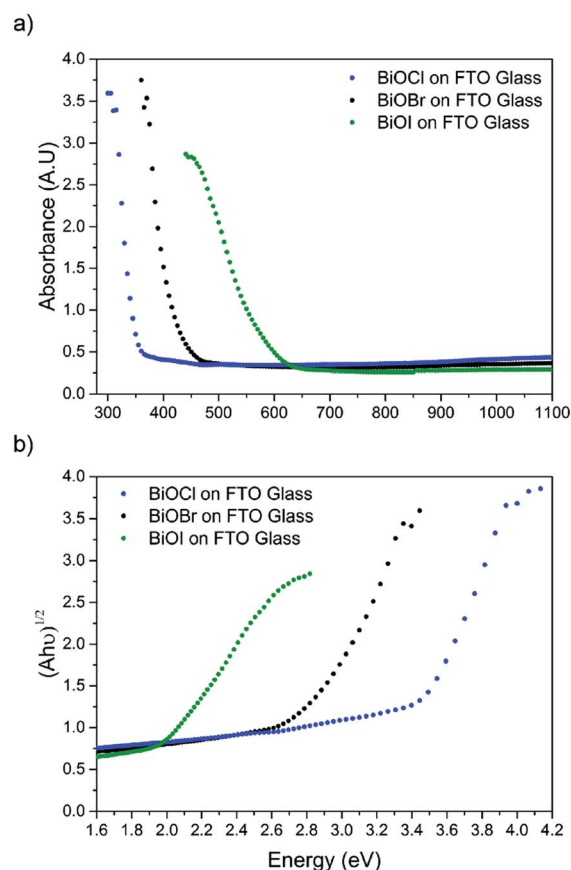 a)
4.0
3.5
3.0
2.5
2.0
1.5
1.0
0.5
0.0
Absorbance (A.U)
BiOCl on FTO Glass
BiOBr on FTO Glass
BiOI on FTO Glass
300 400 500 600 700 800 900 1000 1100
b)
4.0
3.5
3.0
2.5
2.0
1.5
1.0
0.5
0.0
(Ahυ)^1/2
BiOCl on FTO Glass
BiOBr on FTO Glass
BiOI on FTO Glass
1.6 1.8 2.0 2.2 2.4 2.6 2.8 3.0 3.2 3.4 3.6 3.8 4.0 4.2
Energy (eV)